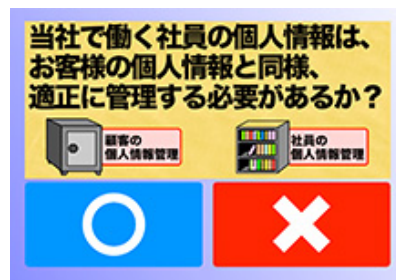 当社で働く社員の個人情報は、
お客様の個人情報と同様、
適正に管理する必要があるか？
顧客の
個人情報管理
社員の
個人情報管理